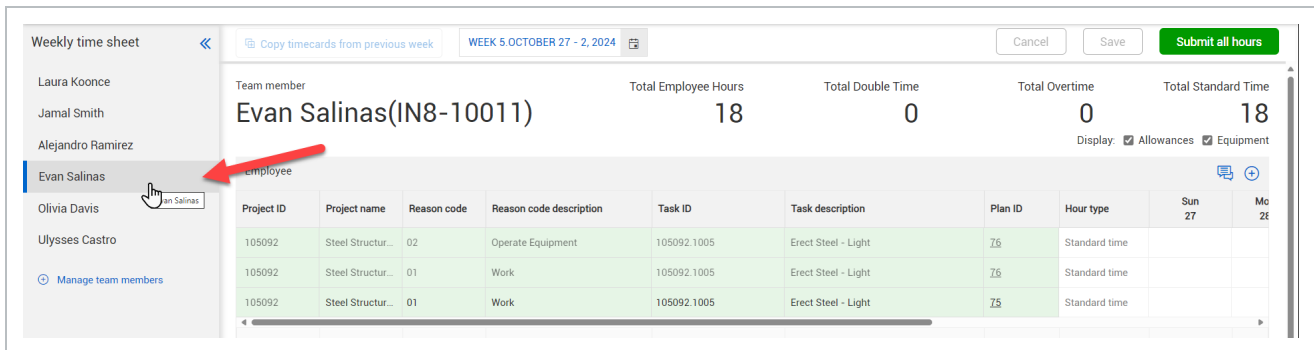 Weekly time sheet
Copy timecards from previous week
WEEK 5.OCTOBER 27 - 2, 2024
Cancel
Save
Submit all hours
Laura Koonce
Jamal Smith
Alejandro Ramirez
Evan Salinas
Evan Salinas
Olivia Davis
Ulysses Castro
Manage team members
Team member
Evan Salinas(IN8-10011)
Total Employee Hours
18
Total Double Time
0
Total Overtime
0
Total Standard Time
18
Display: Allowances Equipment
Employee
Project ID Project name Reason code Reason code description Task ID Task description Plan ID Hour type Sun 27 Mo 28
105092 Steel Structur... 02 Operate Equipment 105092.1005 Erect Steel - Light 76 Standard time
105092 Steel Structur... 01 Work 105092.1005 Erect Steel - Light 76 Standard time
105092 Steel Structur... 01 Work 105092.1005 Erect Steel - Light 75 Standard time